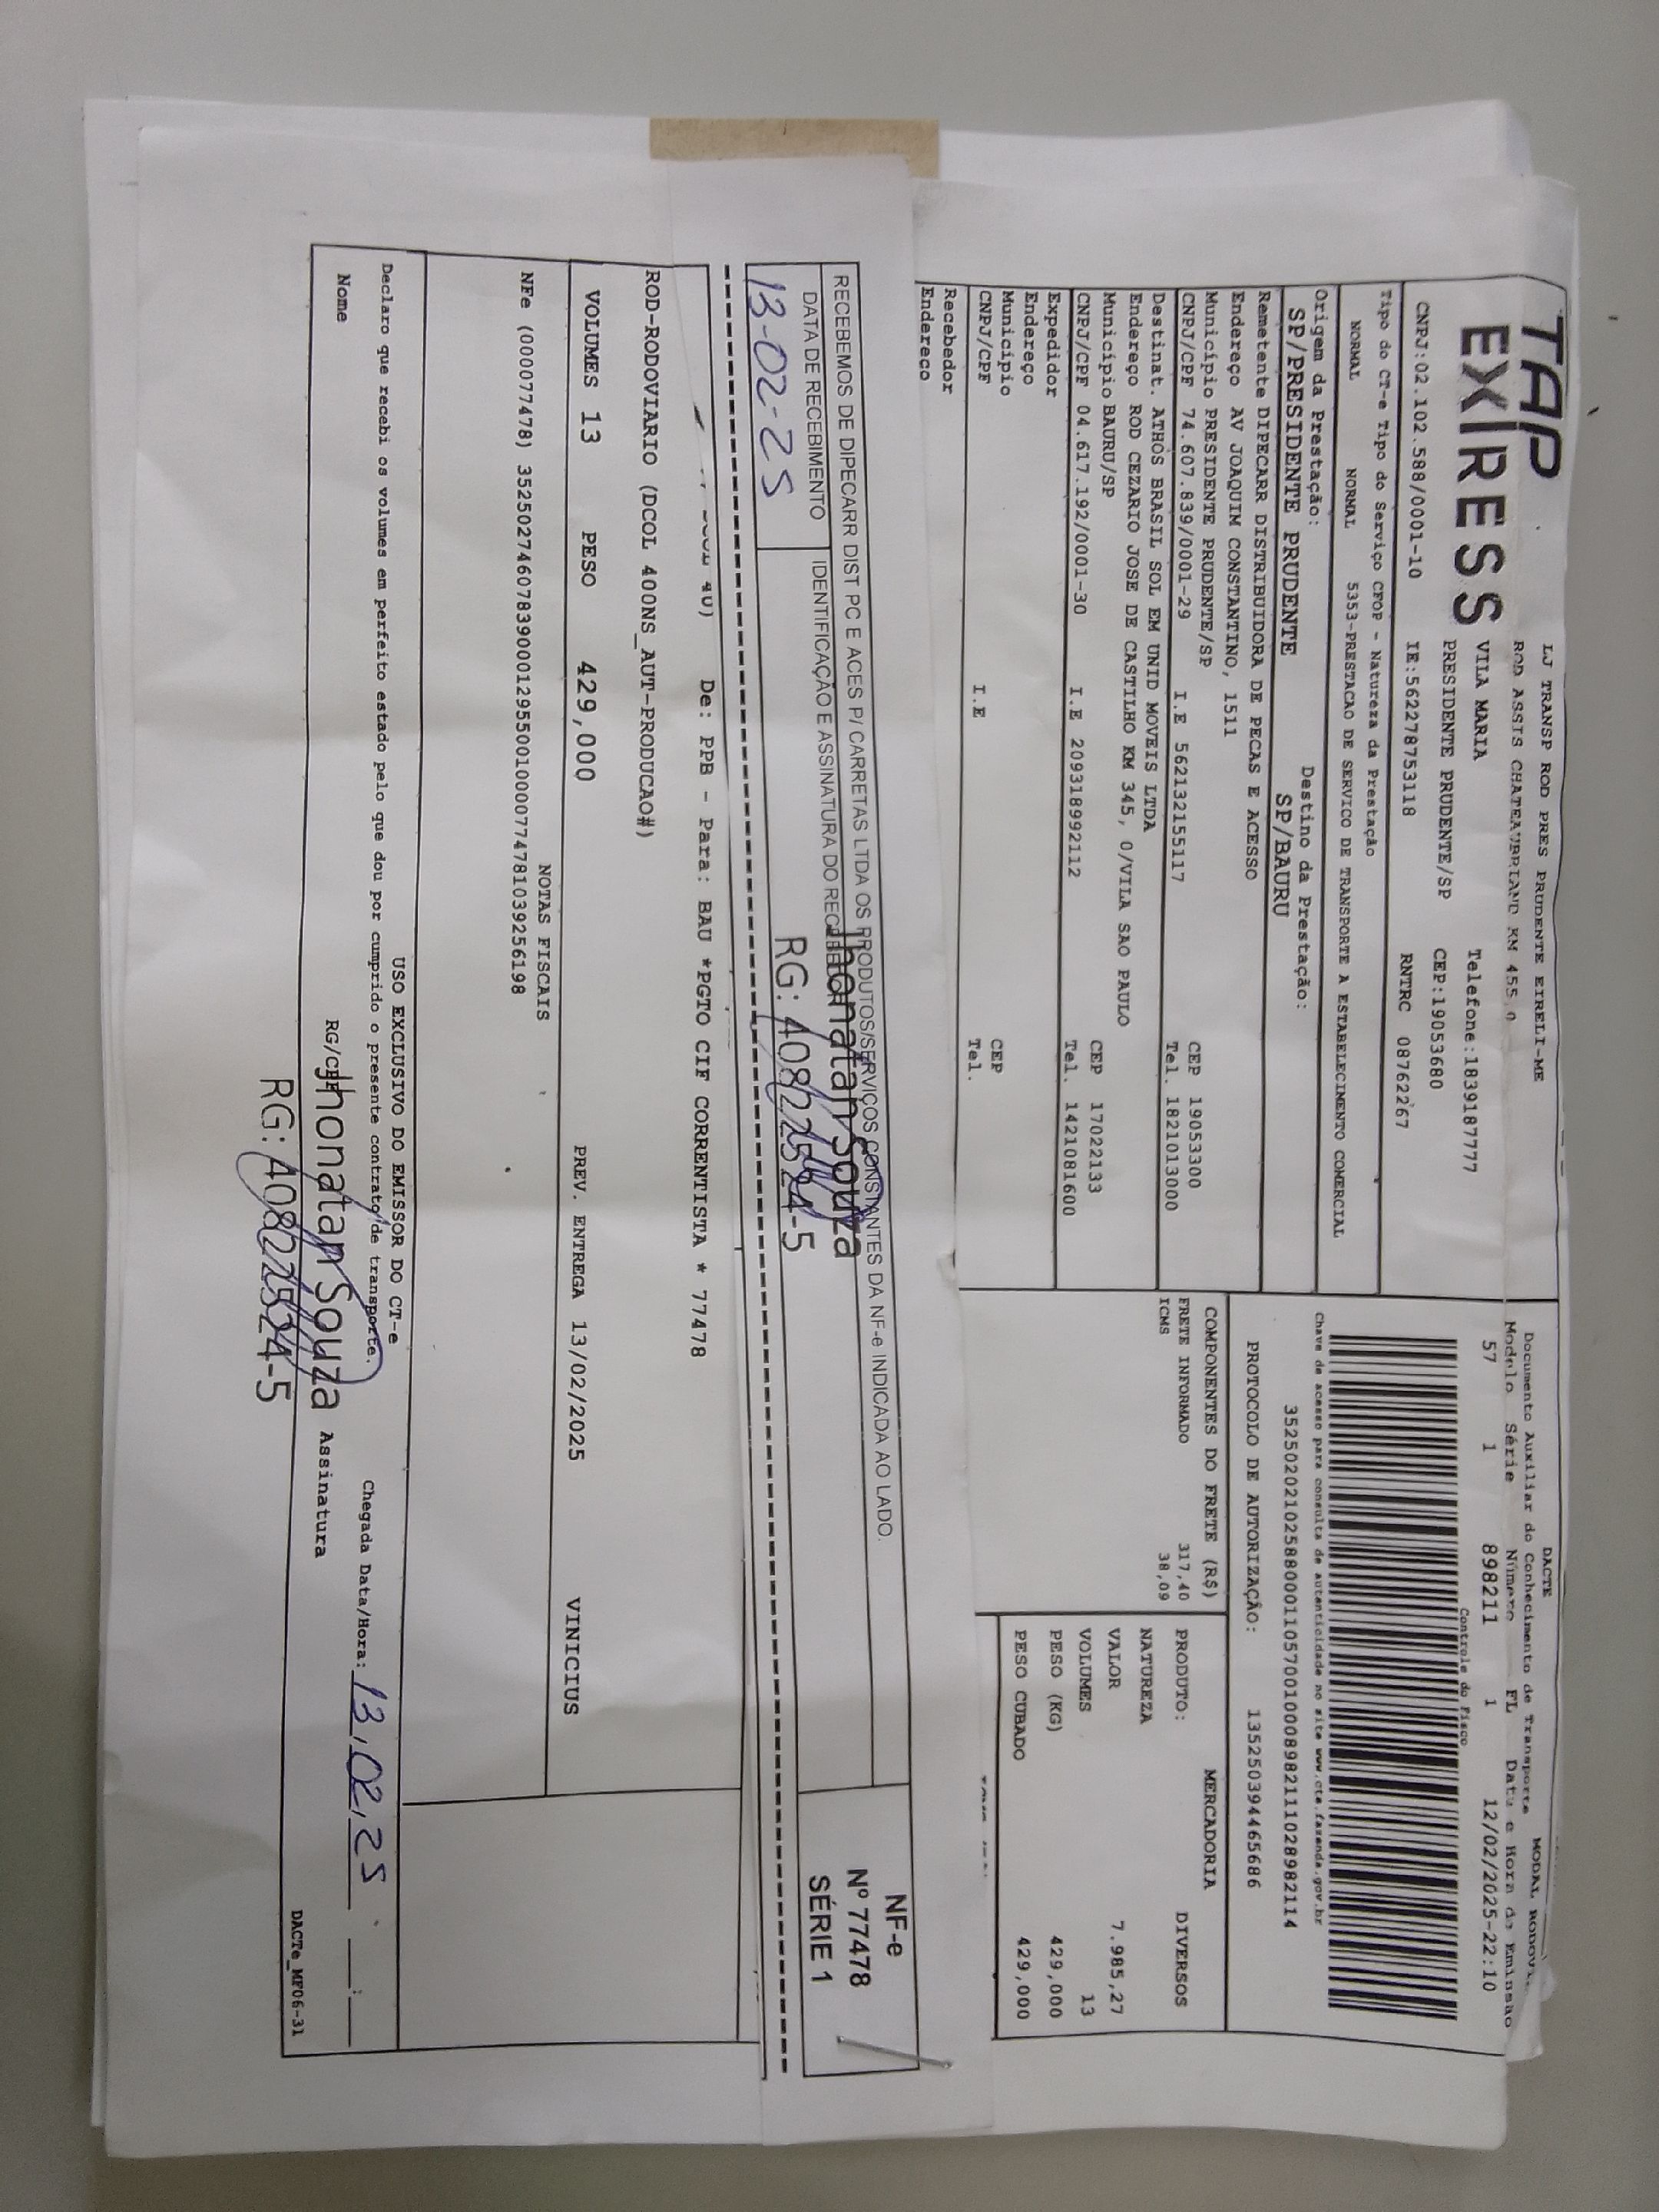 TAP
EXPRESS
LJ TRANSP ROD PRES PRUDENTE EIRELI-ME
ROD ASSIS CHATEAUBRIAND KM 455,0
VILA MARIA Telefone:1839187777
PRESIDENTE PRUDENTE/SP CEP:19053680
CNPJ:02.102.588/0001-10 IE:562278753118 RNTRC 08762267
Tipo do CT-e Tipo do Serviço CFOP - Natureza da Prestação
NORMAL NORMAL 5353-PRESTACAO DE SERVICO DE TRANSPORTE A ESTABELECIMENTO COMERCIAL
Origem da Prestação: Destino da Prestação:
SP/PRESIDENTE PRUDENTE SP/BAURU
Remetente DIPECARR DISTRIBUIDORA DE PECAS E ACESSO
Endereço AV JOAQUIM CONSTANTINO, 1511
Município PRESIDENTE PRUDENTE/SP CEP 19053300
CNPJ/CPF 74.607.839/0001-29 I.E 562132155117 Tel. 1821013000
Destinat. ATHOS BRASIL SOL EM UNID MOVEIS LTDA
Endereço ROD CEZARIO JOSE DE CASTILHO KM 345, 0/VILA SAO PAULO
Município BAURU/SP CEP 17022133
CNPJ/CPF 04.617.192/0001-30 I.E 209318992112 Tel. 1421081600
Expedidor
Endereço
Município CEP
CNPJ/CPF I.E Tel.
Recebedor
Endereco
DACTE MODAL
Documento Auxiliar do Conhecimento de Transporte
Modelo Série Número FL Data e Hora da Emissão
57 1 898211 1 12/02/2025-22:10
Controle do Fisco
Chave de acesso para consulta de autenticidade no site www.cte.fazenda.gov.br
35250202102588000110570010008982111028982114
PROTOCOLO DE AUTORIZAÇÃO: 135250394465686
COMPONENTES DO FRETE (R$)
FRETE INFORMADO 317,40
ICMS 38,09
MERCADORIA
PRODUTO: DIVERSOS
NATUREZA
VALOR 7.985,27
VOLUMES 13
PESO (KG) 429,000
PESO CUBADO 429,000
RECEBEMOS DE DIPECARR DIST PC E ACES P/ CARRETAS LTDA OS PRODUTOS/SERVIÇOS CONSTANTES DA NF-e INDICADA AO LADO.
DATA DE RECEBIMENTO IDENTIFICAÇÃO E ASSINATURA DO RECEBEDOR
13-02-25
Jhonatan Souza
RG: 40822524-5
NF-e
Nº 77478
SÉRIE 1
De: PPB - Para: BAU *PGTO CIF CORRENTISTA * 77478
ROD-RODOVIARIO (DCOL 400NS_AUT-PRODUCAO#)
VOLUMES 13 PESO 429,000 PREV. ENTREGA 13/02/2025 VINICIUS
NOTAS FISCAIS
NFe (000077478) 35250274607839000129550010000774781039256198
USO EXCLUSIVO DO EMISSOR DO CT-e
Declaro que recebi os volumes em perfeito estado pelo que dou por cumprido o presente contrato de transporte.
Chegada Data/Hora: 13,02,25 __:__
Nome RG/CPF Assinatura
Jhonatan Souza
RG: 40822524-5
DACTe_MF06-31